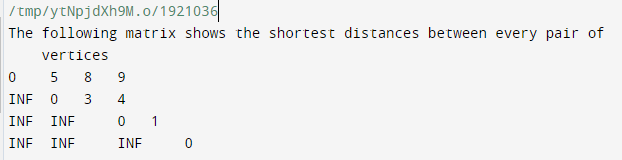 /tmp/ytNpjdXh9M.o/1921036
The following matrix shows the shortest distances between every pair of
vertices
0 5 8 9
INF 0 3 4
INF INF 0 1
INF INF INF 0